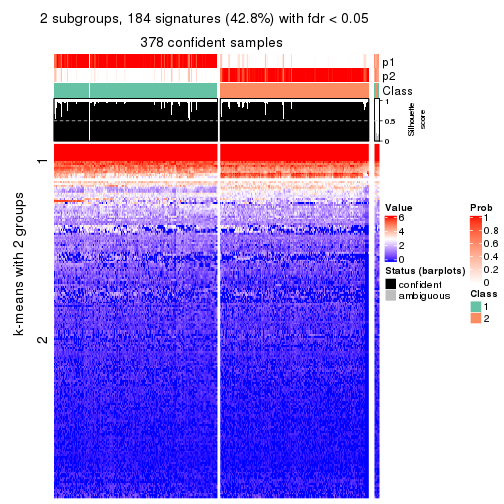 2 subgroups, 184 signatures (42.8%) with fdr < 0.05
378 confident samples
p1
p2
Class
1
0.5
0
Silhouette
score
k-means with 2 groups
1
2
Value
6
4
2
0
Status (barplots)
confident
ambiguous
Prob
1
0.8
0.6
0.4
0.2
0
Class
1
2